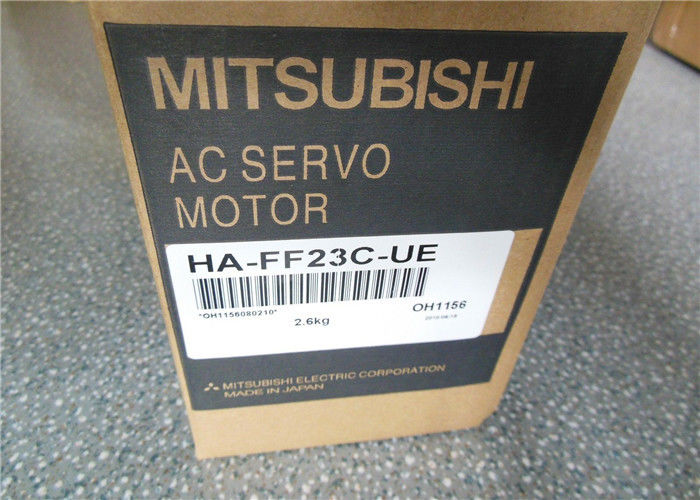 MITSUBISHI
AC SERVO
MOTOR
HA-FF23C-UE
*OH1156080210*
OH1156
2.6kg
MITSUBISHI ELECTRIC CORPORATION
MADE IN JAPAN